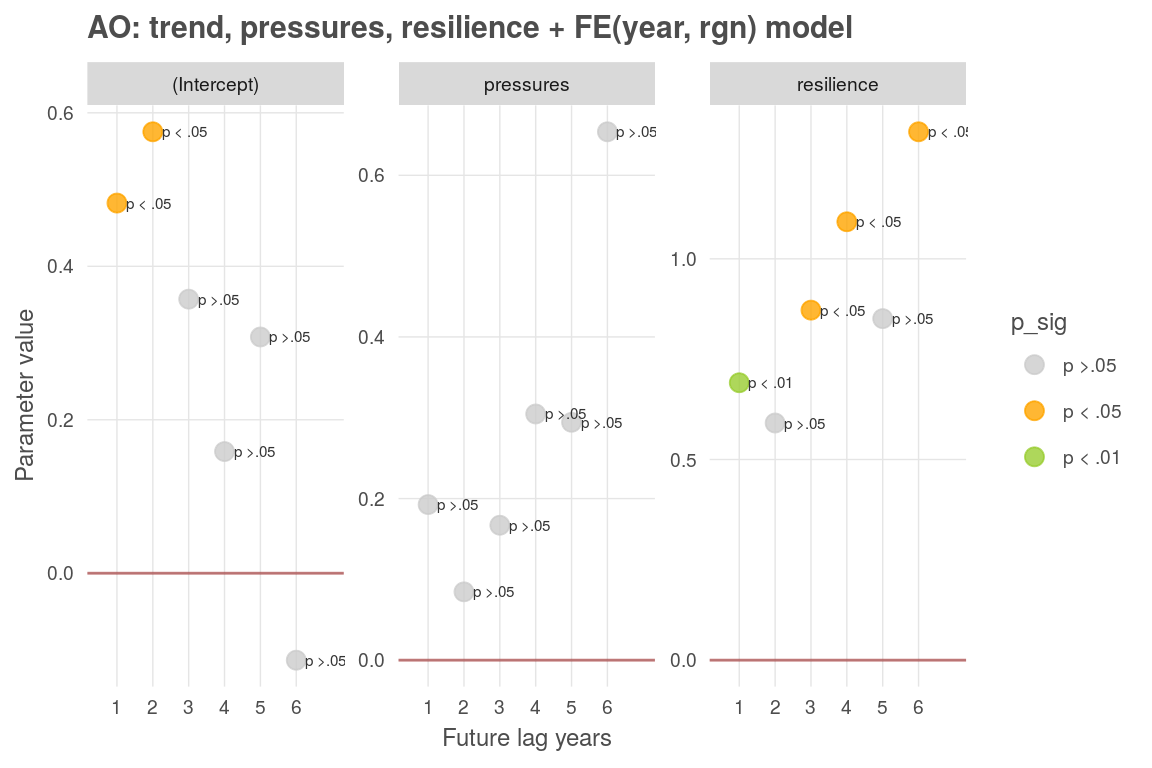 AO: trend, pressures, resilience + FE(year, rgn) model
(Intercept)
pressures
resilience
Parameter value
0.6
0.4
0.2
0.0
p < .05
p < .05
p >.05
p >.05
p >.05
p >.05
1 2 3 4 5 6
0.6
0.4
0.2
0.0
p >.05
p >.05
p >.05
p >.05
p >.05
p >.05
1 2 3 4 5 6
1.0
0.5
0.0
p < .01
p >.05
p < .05
p < .05
p >.05
p < .05
1 2 3 4 5 6
Future lag years
p_sig
p >.05
p < .05
p < .01